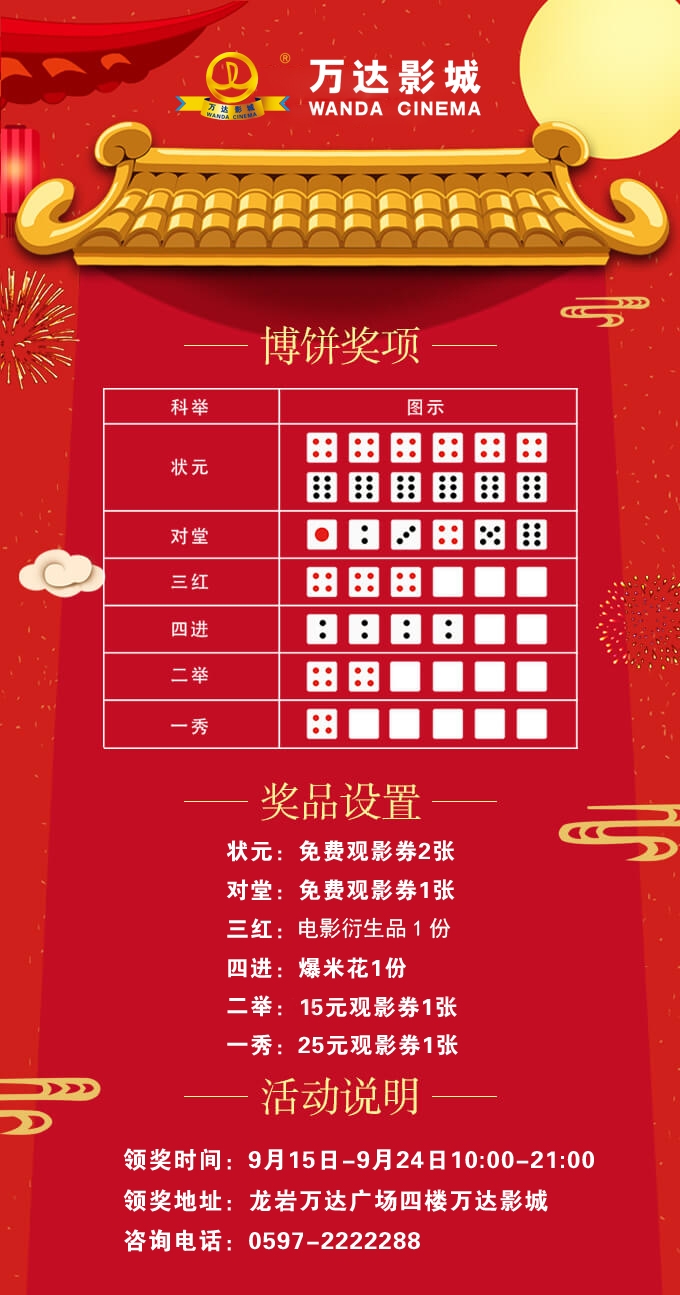 万达影城
WANDA CINEMA
®
万达影城
WANDA CINEMA
博饼奖项
科举 图示
状元
对堂
三红
四进
二举
一秀
奖品设置
状元：免费观影券2张
对堂：免费观影券1张
三红：电影衍生品1份
四进：爆米花1份
二举：15元观影券1张
一秀：25元观影券1张
活动说明
领奖时间：9月15日-9月24日10:00-21:00
领奖地址：龙岩万达广场四楼万达影城
咨询电话：0597-2222288